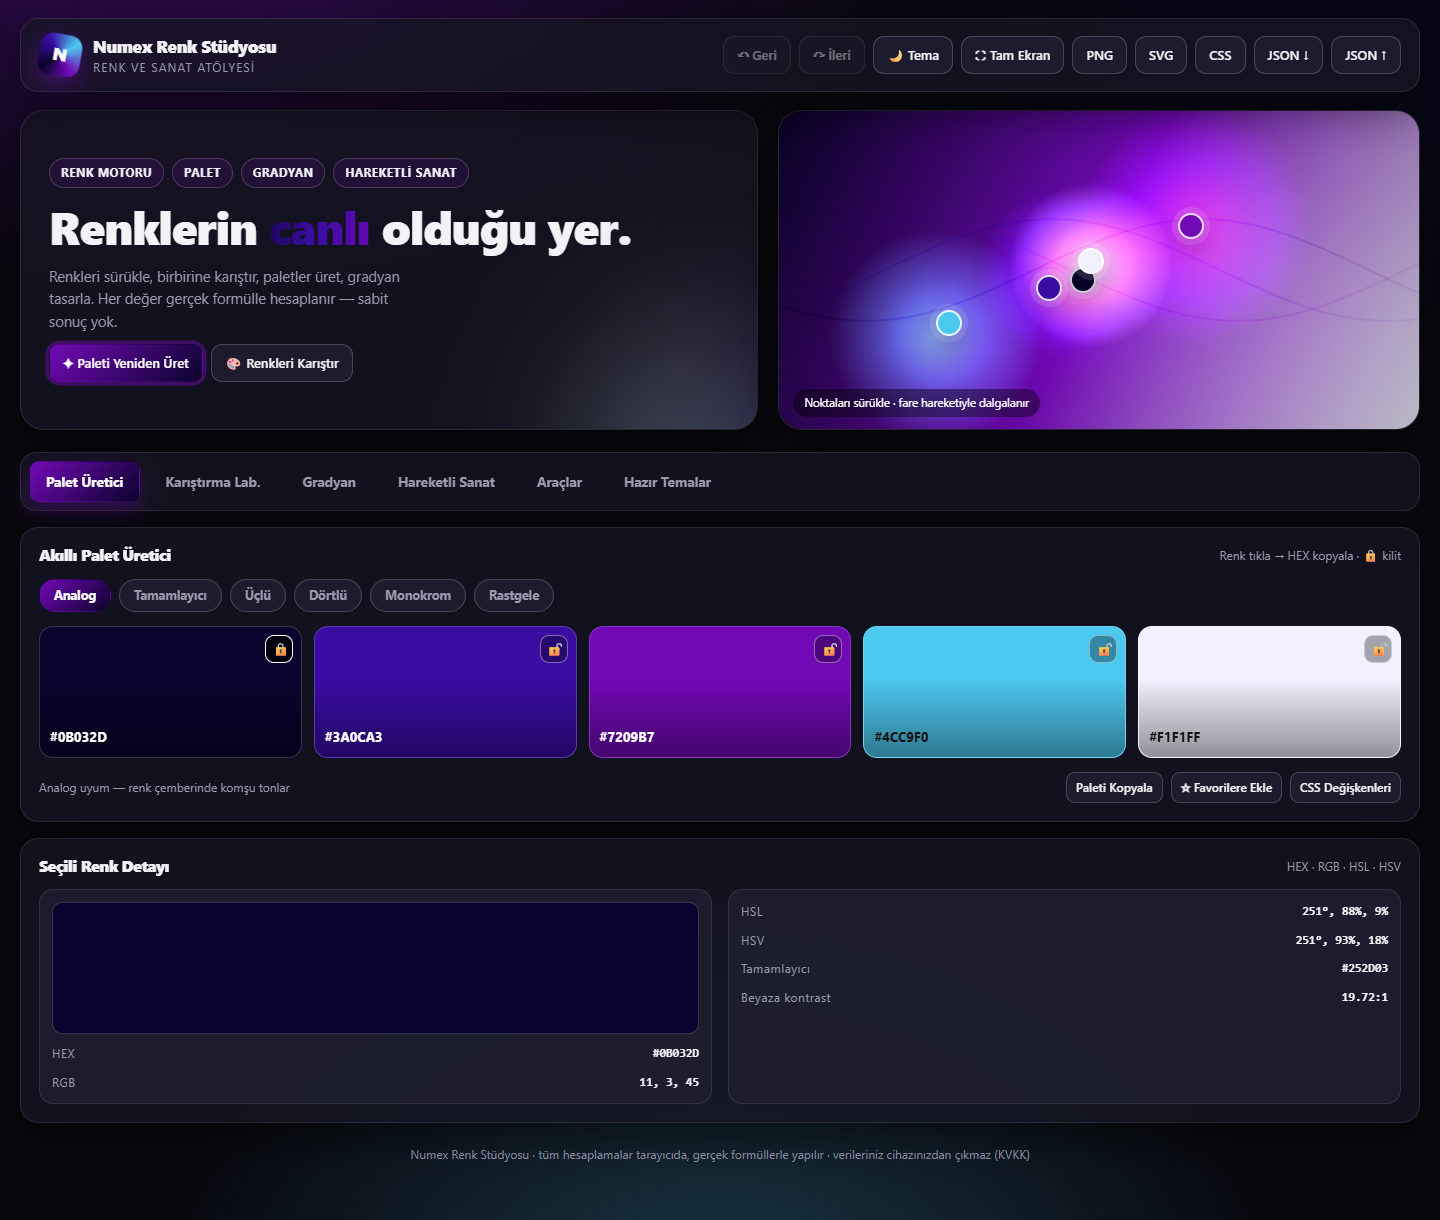 N
Numex Renk Stüdyosu
RENK VE SANAT ATÖLYESİ
↶ Geri
↷ İleri
🌙 Tema
⛶ Tam Ekran
PNG
SVG
CSS
JSON ↓
JSON ↑
RENK MOTORU
PALET
GRADYAN
HAREKETLİ SANAT
Renklerin canlı olduğu yer.
Renkleri sürükle, birbirine karıştır, paletler üret, gradyan
tasarla. Her değer gerçek formülle hesaplanır — sabit
sonuç yok.
✦ Paleti Yeniden Üret
🎨 Renkleri Karıştır
Noktaları sürükle · fare hareketiyle dalgalanır
Palet Üretici
Karıştırma Lab.
Gradyan
Hareketli Sanat
Araçlar
Hazır Temalar
Akıllı Palet Üretici
Renk tıkla → HEX kopyala · 🔒 kilit
Analog
Tamamlayıcı
Üçlü
Dörtlü
Monokrom
Rastgele
#0B032D
#3A0CA3
#7209B7
#4CC9F0
#F1F1FF
Analog uyum — renk çemberinde komşu tonlar
Paleti Kopyala
☆ Favorilere Ekle
CSS Değişkenleri
Seçili Renk Detayı
HEX · RGB · HSL · HSV
HEX #0B032D
RGB 11, 3, 45
HSL 251°, 88%, 9%
HSV 251°, 93%, 18%
Tamamlayıcı #252D03
Beyaza kontrast 19.72:1
Numex Renk Stüdyosu · tüm hesaplamalar tarayıcıda, gerçek formüllerle yapılır · verileriniz cihazınızdan çıkmaz (KVKK)